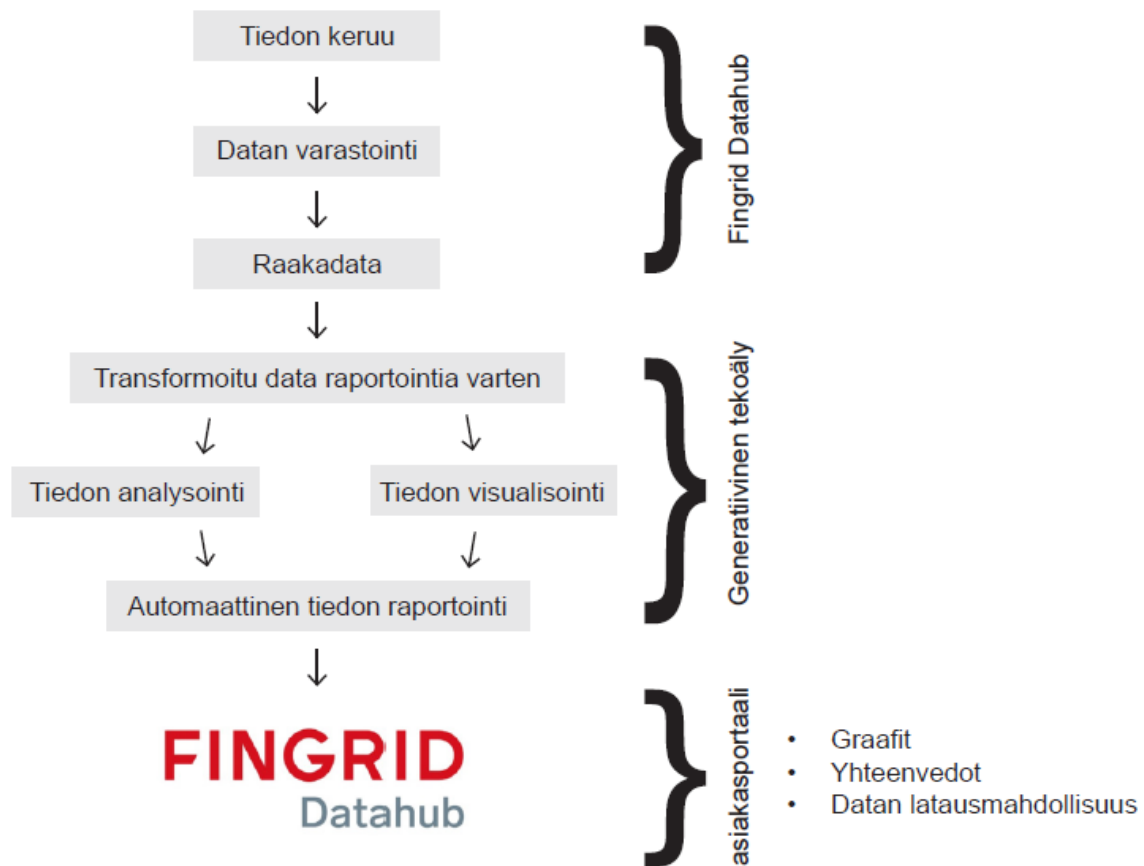 Tiedon keruu
Datan varastointi
Raakadata
Fingrid Datahub
Transformoitu data raportointia varten
Tiedon analysointi
Tiedon visualisointi
Automaattinen tiedon raportointi
Generatiivinen tekoäly
FINGRID
Datahub
asiakasportaali
• Graafit
• Yhteenvedot
• Datan latausmahdollisuus